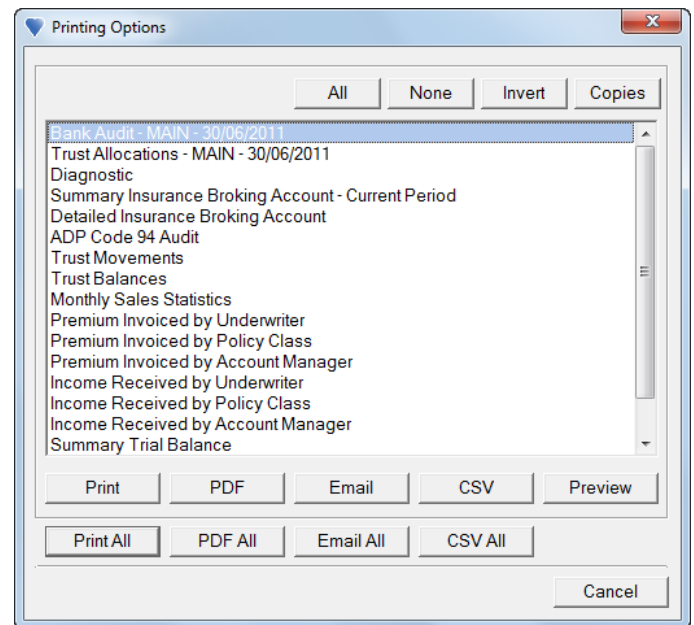 Printing Options
All None Invert Copies
Bank Audit - MAIN - 30/06/2011
Trust Allocations - MAIN - 30/06/2011
Diagnostic
Summary Insurance Broking Account - Current Period
Detailed Insurance Broking Account
ADP Code 94 Audit
Trust Movements
Trust Balances
Monthly Sales Statistics
Premium Invoiced by Underwriter
Premium Invoiced by Policy Class
Premium Invoiced by Account Manager
Income Received by Underwriter
Income Received by Policy Class
Income Received by Account Manager
Summary Trial Balance
Print PDF Email CSV Preview
Print All PDF All Email All CSV All
Cancel